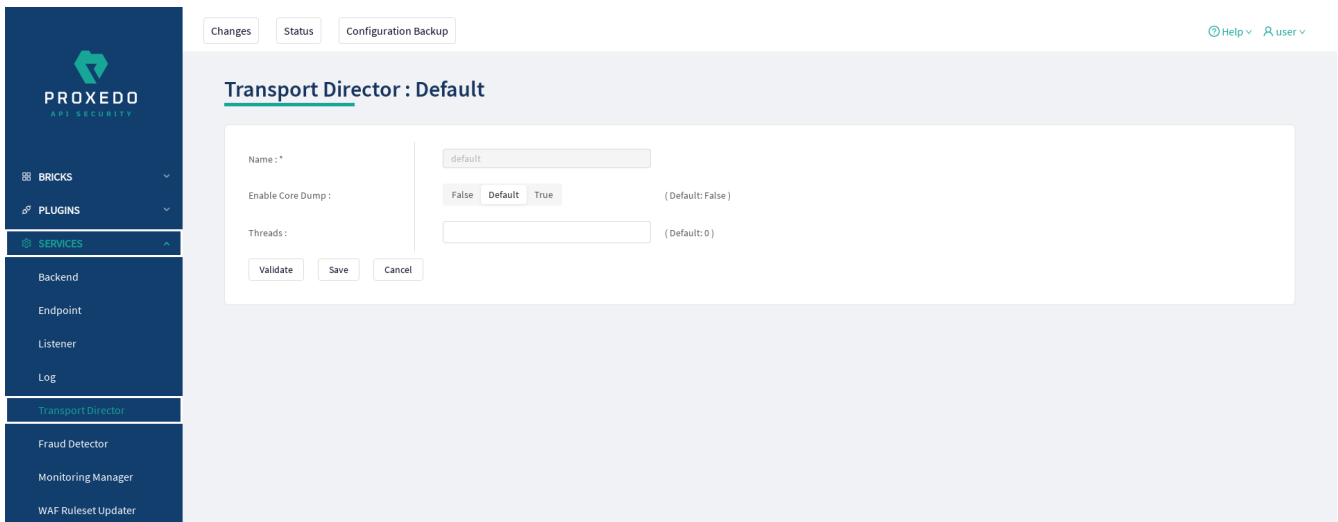 Changes Status Configuration Backup Help user
PROXEDO
API SECURITY
Transport Director : Default
Name : * default
BRICKS
Enable Core Dump : False Default True ( Default: False )
PLUGINS
Threads : ( Default: 0 )
SERVICES
Validate Save Cancel
Backend
Endpoint
Listener
Log
Transport Director
Fraud Detector
Monitoring Manager
WAF Ruleset Updater